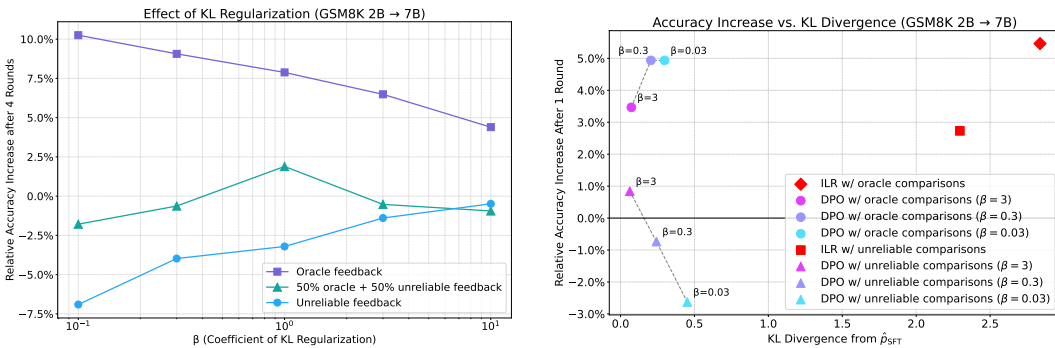 Effect of KL Regularization (GSM8K 2B → 7B)
Relative Accuracy Increase after 4 Rounds
10.0%
7.5%
5.0%
2.5%
0.0%
−2.5%
−5.0%
−7.5%
Oracle feedback
50% oracle + 50% unreliable feedback
Unreliable feedback
10⁻¹
10⁰
10¹
β (Coefficient of KL Regularization)
Accuracy Increase vs. KL Divergence (GSM8K 2B → 7B)
Relative Accuracy Increase After 1 Round
5.0%
4.0%
3.0%
2.0%
1.0%
0.0%
−1.0%
−2.0%
−3.0%
β=0.3
β=0.03
β=3
β=3
β=0.3
β=0.03
ILR w/ oracle comparisons
DPO w/ oracle comparisons (β = 3)
DPO w/ oracle comparisons (β = 0.3)
DPO w/ oracle comparisons (β = 0.03)
ILR w/ unreliable comparisons
DPO w/ unreliable comparisons (β = 3)
DPO w/ unreliable comparisons (β = 0.3)
DPO w/ unreliable comparisons (β = 0.03)
0.0
0.5
1.0
1.5
2.0
2.5
KL Divergence from p̂_SFT